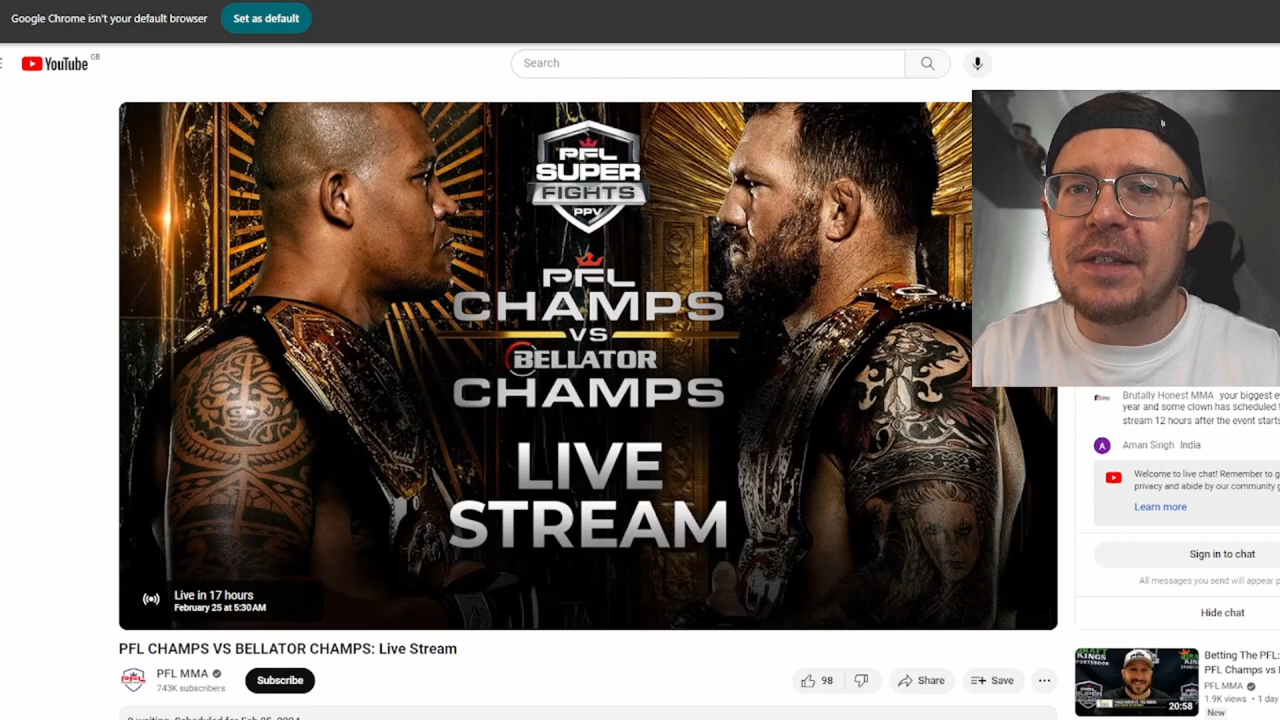 Google Chrome isn't your default browser
Set as default
YouTube GB
Search
PFL
SUPER
FIGHTS
PPV
PFL
CHAMPS
VS
BELLATOR
CHAMPS
LIVE
STREAM
Live in 17 hours
February 25 at 5:30 AM
Brutally Honest MMA your biggest e
year and some clown has scheduled
stream 12 hours after the event starts
A
Aman Singh India
Welcome to live chat! Remember to g
privacy and abide by our community
Learn more
Sign in to chat
All messages you send will appear
Hide chat
PFL CHAMPS VS BELLATOR CHAMPS: Live Stream
PFL MMA
743K subscribers
Subscribe
98
Share
Save
20:58
Betting The PFL:
PFL Champs vs
PFL MMA
1.9K views • 1 day
New